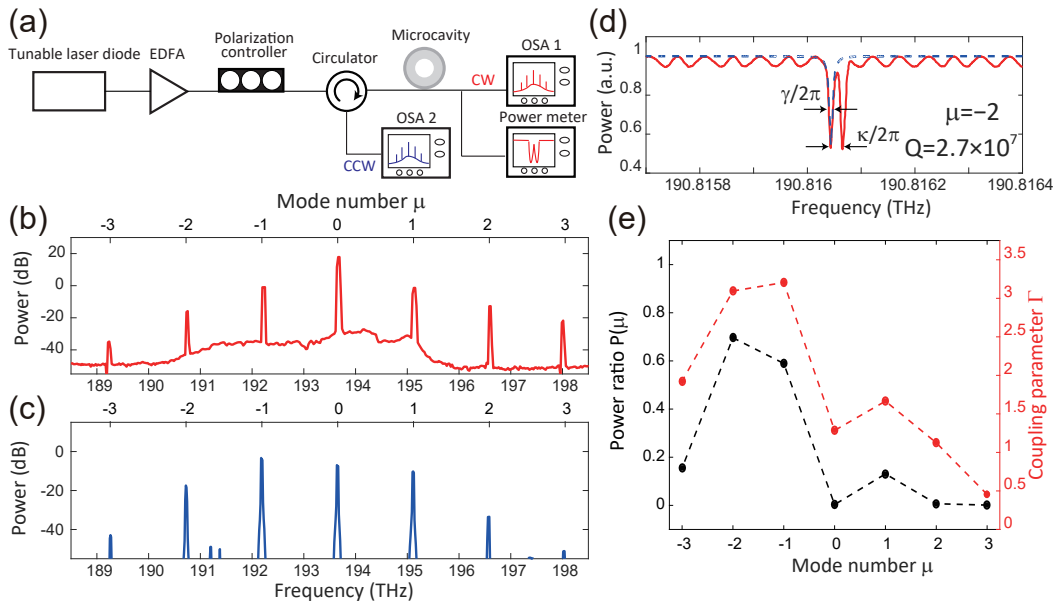 (a)
Tunable laser diode
EDFA
Polarization
controller
Circulator
Microcavity
CW
OSA 1
Power meter
OSA 2
CCW
(b)
Mode number μ
-3 -2 -1 0 1 2 3
Power (dB)
20
0
-20
-40
189 190 191 192 193 194 195 196 197 198
(c)
-3 -2 -1 0 1 2 3
Power (dB)
0
-20
-40
189 190 191 192 193 194 195 196 197 198
Frequency (THz)
(d)
Power (a.u.)
1
0.8
0.6
0.4
γ/2π
κ/2π
μ=−2
Q=2.7×10⁷
190.8158 190.816 190.8162 190.8164
Frequency (THz)
(e)
Power ratio P(μ)
1
0.8
0.6
0.4
0.2
0
-3 -2 -1 0 1 2 3
Mode number μ
3.5
3
2.5
2
1.5
1
0.5
0
Coupling parameter Γ